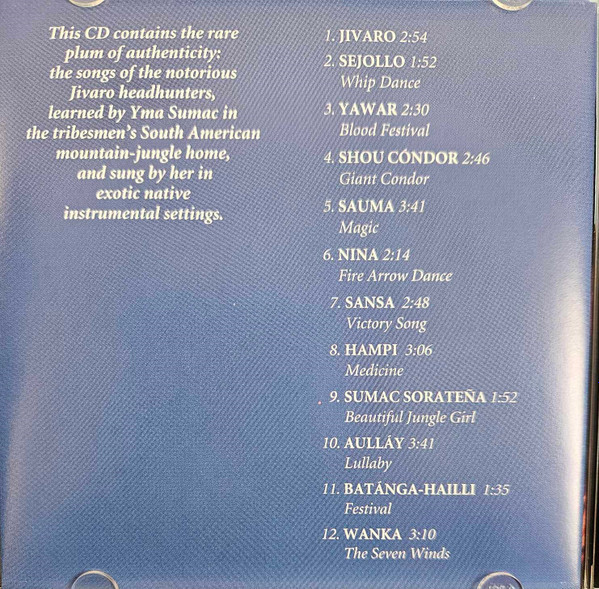 This CD contains the rare
plum of authenticity:
the songs of the notorious
Jivaro headhunters,
learned by Yma Sumac in
the tribesmen's South American
mountain-jungle home,
and sung by her in
exotic native
instrumental settings.
1. JIVARO 2:54
2. SEJOLLO 1:52
Whip Dance
3. YAWAR 2:30
Blood Festival
4. SHOU CÓNDOR 2:46
Giant Condor
5. SAUMA 3:41
Magic
6. NINA 2:14
Fire Arrow Dance
7. SANSA 2:48
Victory Song
8. HAMPI 3:06
Medicine
9. SUMAC SORATEÑA 1:52
Beautiful Jungle Girl
10. AULLÁY 3:41
Lullaby
11. BATÁNGA-HAILLI 1:35
Festival
12. WANKA 3:10
The Seven Winds